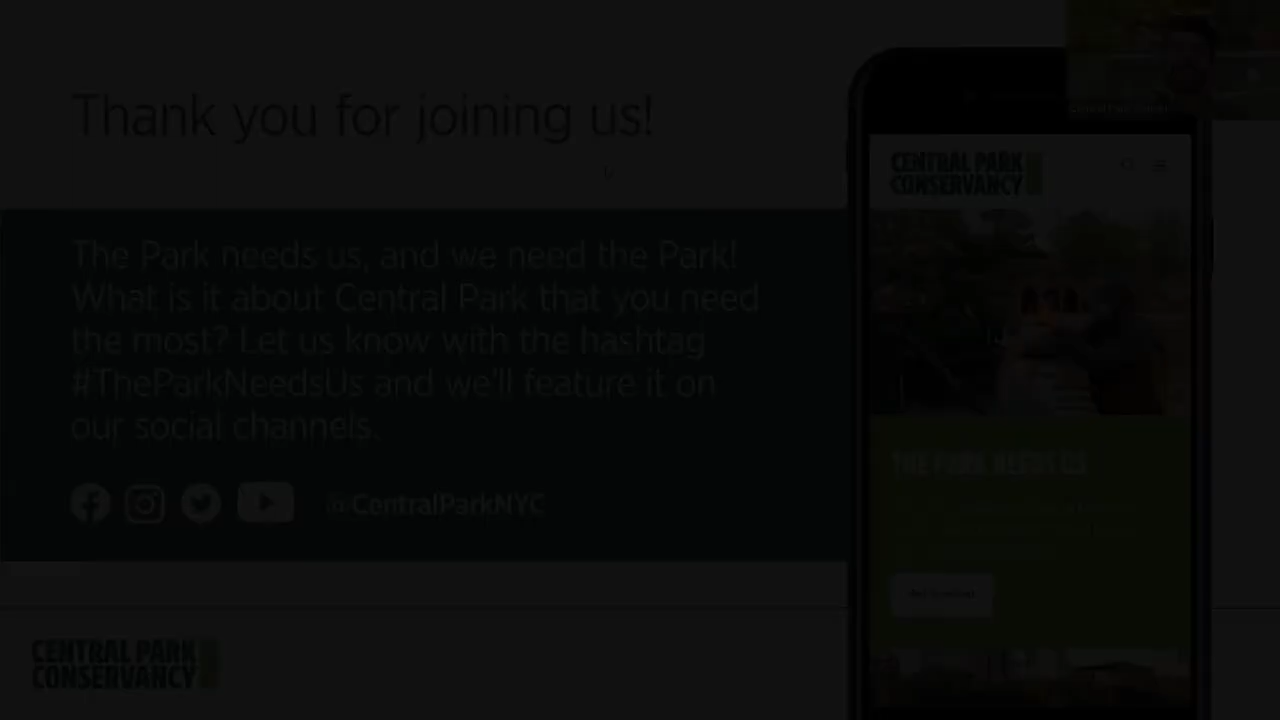 Thank you for joining us!
The Park needs us, and we need the Park!
What is it about Central Park that you need
the most? Let us know with the hashtag
#TheParkNeedsUs and we'll feature it on
our social channels.
@CentralParkNYC
CENTRAL PARK
CONSERVANCY
CENTRAL PARK
CONSERVANCY
THE PARK NEEDS US